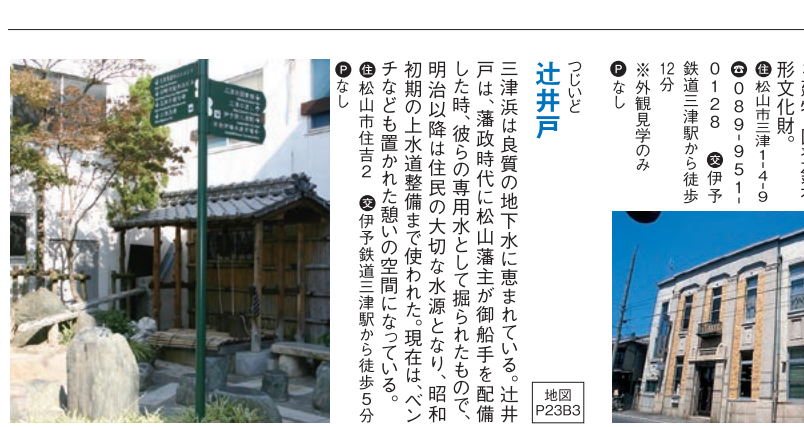 形文化財。
住松山市三津1-4-9
☎089-951-
0128 交伊予
鉄道三津駅から徒歩
12分
※外観見学のみ
Pなし
つじいど
辻井戸
地図
P23B3
三津浜は良質の地下水に恵まれている。辻井
戸は、藩政時代に松山藩主が御船手を配備
した時、彼らの専用水として掘られたもので、
明治以降は住民の大切な水源となり、昭和
初期の上水道整備まで使われた。現在は、ベン
チなども置かれた憩いの空間になっている。
住松山市住吉2 交伊予鉄道三津駅から徒歩5分
Pなし